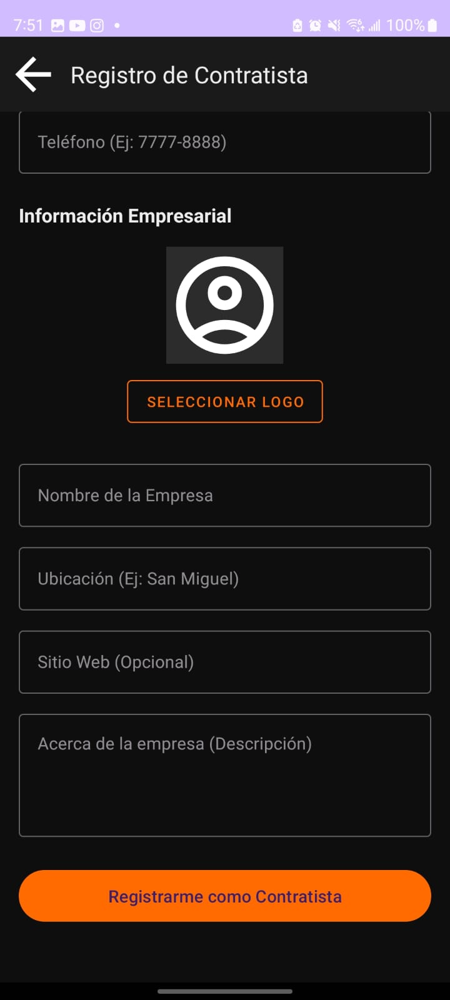 7:51
100%
Registro de Contratista
Teléfono (Ej: 7777-8888)
Información Empresarial
SELECCIONAR LOGO
Nombre de la Empresa
Ubicación (Ej: San Miguel)
Sitio Web (Opcional)
Acerca de la empresa (Descripción)
Registrarme como Contratista